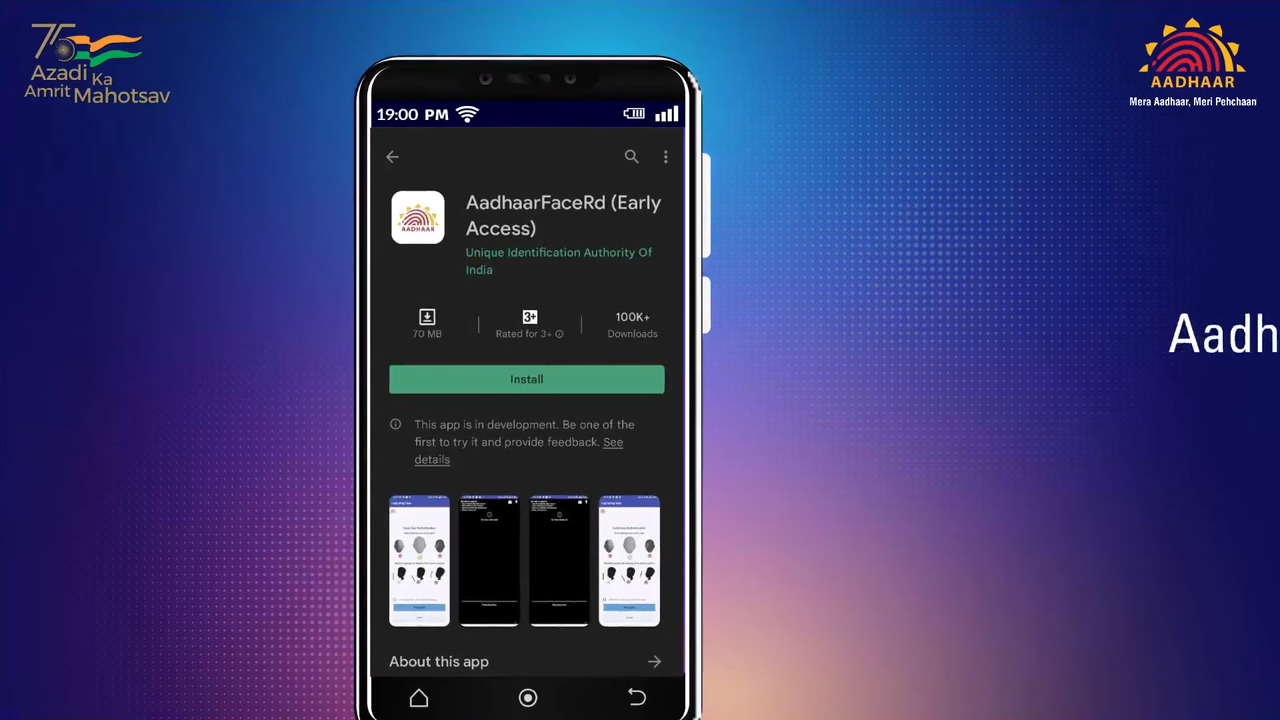 75
Azadi Ka
Amrit Mahotsav
AADHAAR
Mera Aadhaar, Meri Pehchaan
19:00 PM
AadhaarFaceRd (Early
Access)
AADHAAR
Unique Identification Authority Of
India
70 MB
3+
Rated for 3+
100K+
Downloads
Install
This app is in development. Be one of the
first to try it and provide feedback. See
details
About this app
Aadh